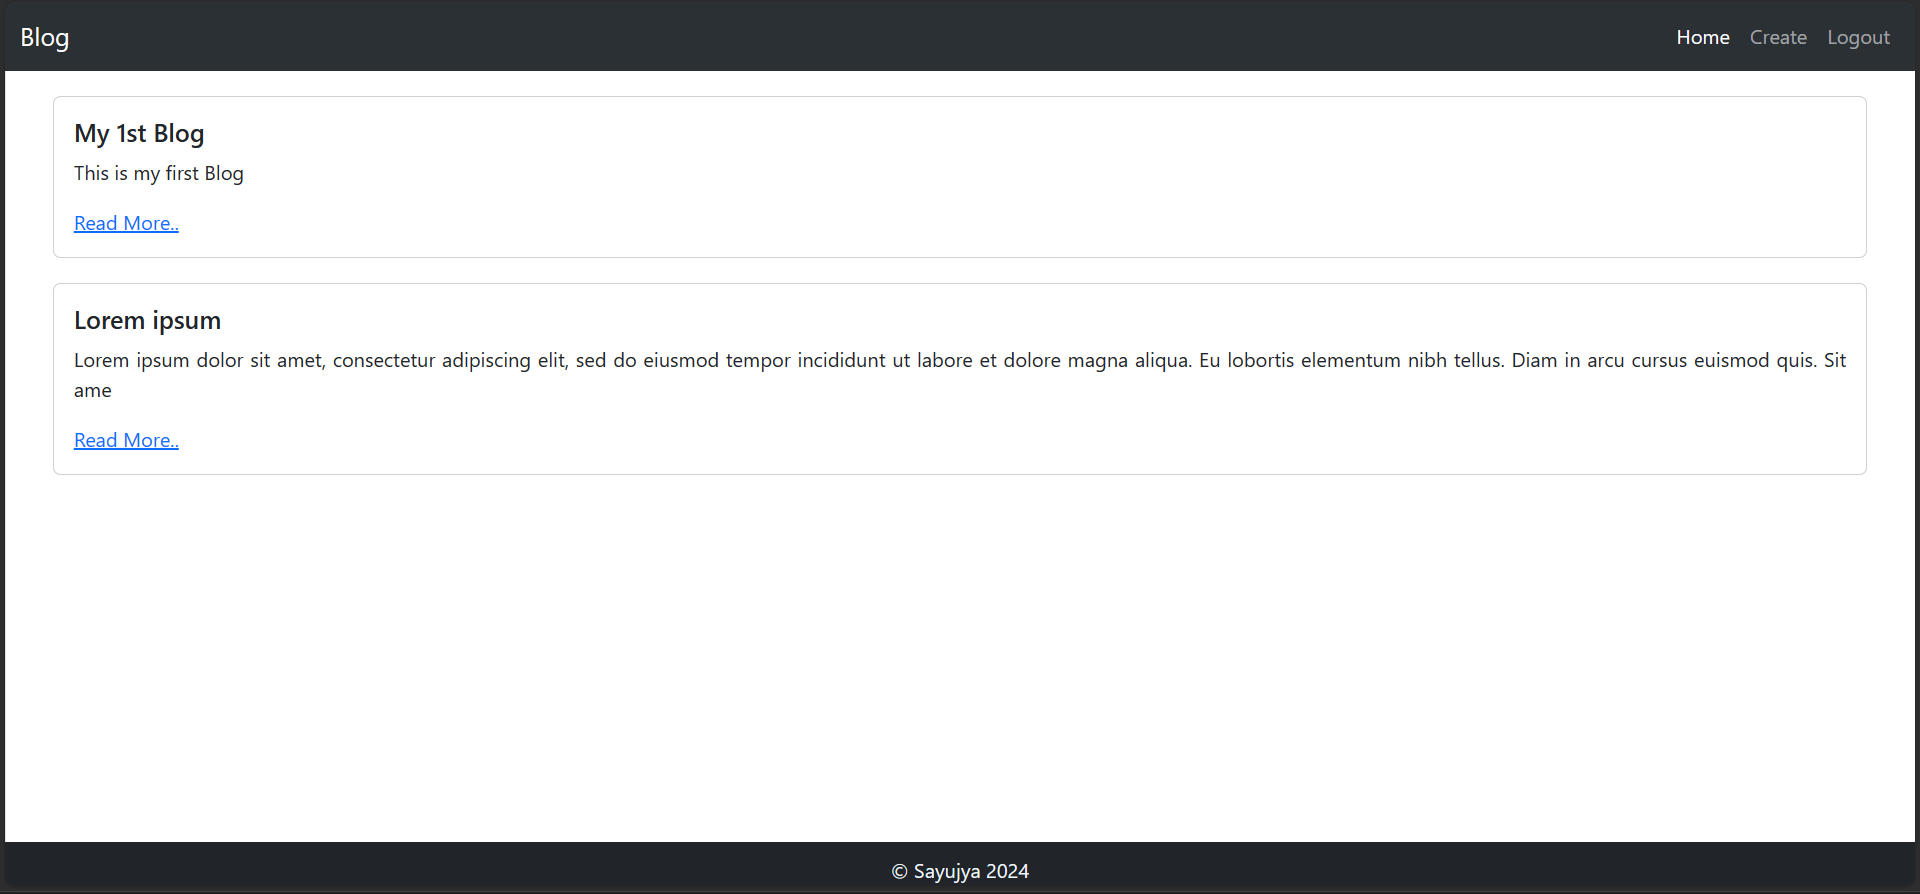 Blog
Home Create Logout
My 1st Blog
This is my first Blog
Read More..
Lorem ipsum
Lorem ipsum dolor sit amet, consectetur adipiscing elit, sed do eiusmod tempor incididunt ut labore et dolore magna aliqua. Eu lobortis elementum nibh tellus. Diam in arcu cursus euismod quis. Sit
ame
Read More..
© Sayujya 2024